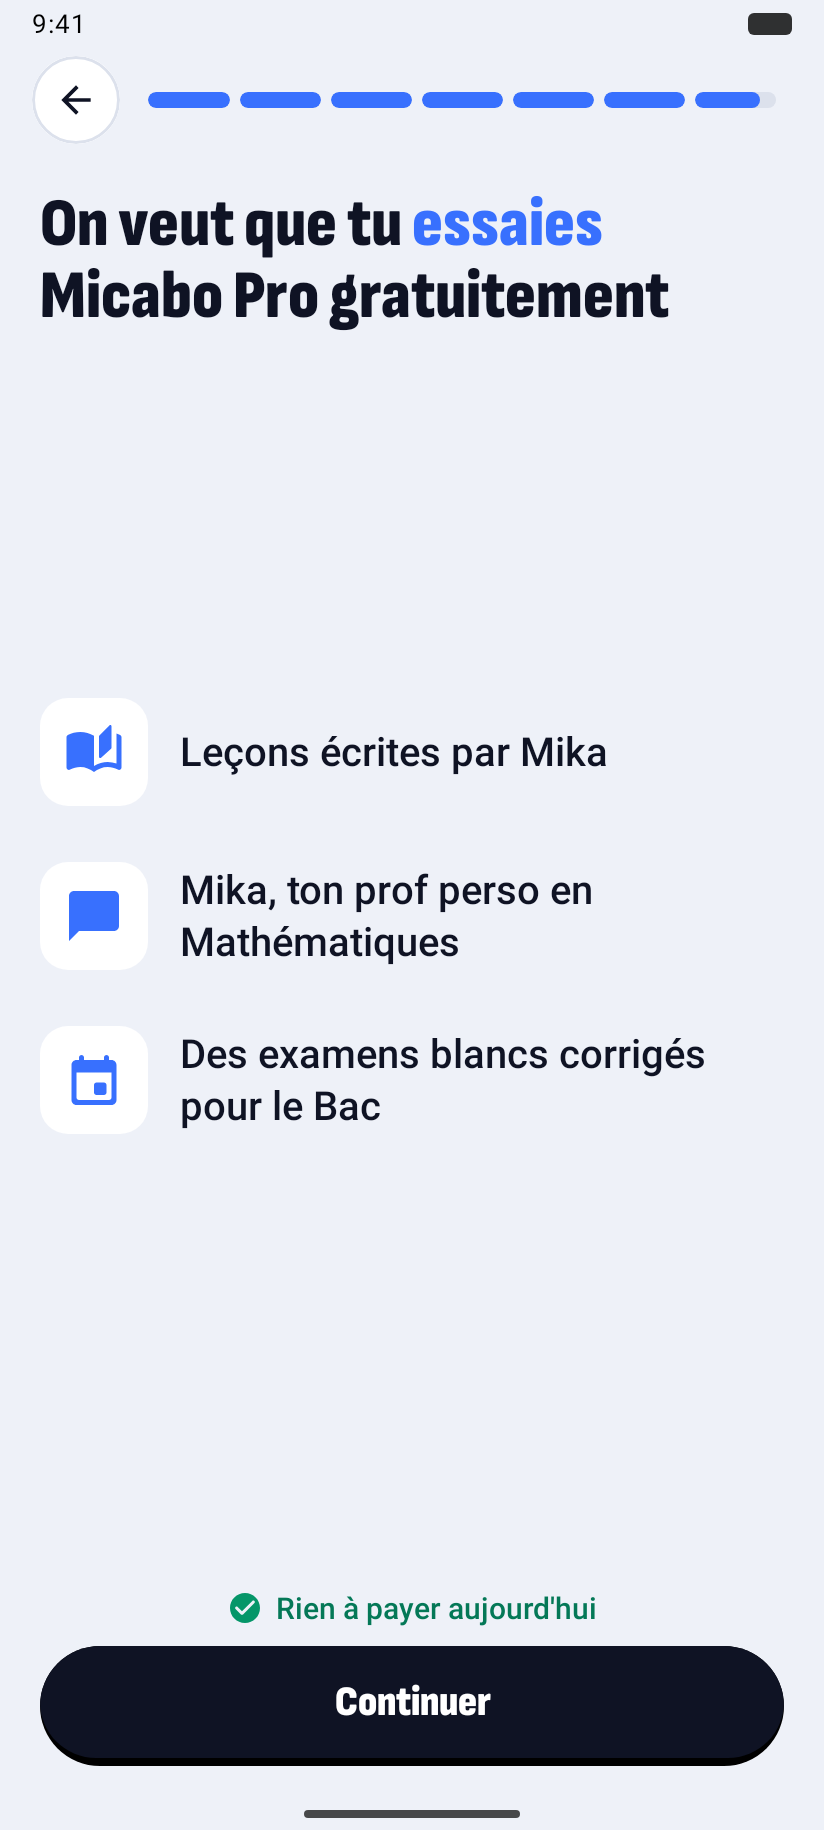 9:41
On veut que tu essaies
Micabo Pro gratuitement
Leçons écrites par Mika
Mika, ton prof perso en
Mathématiques
Des examens blancs corrigés
pour le Bac
Rien à payer aujourd'hui
Continuer